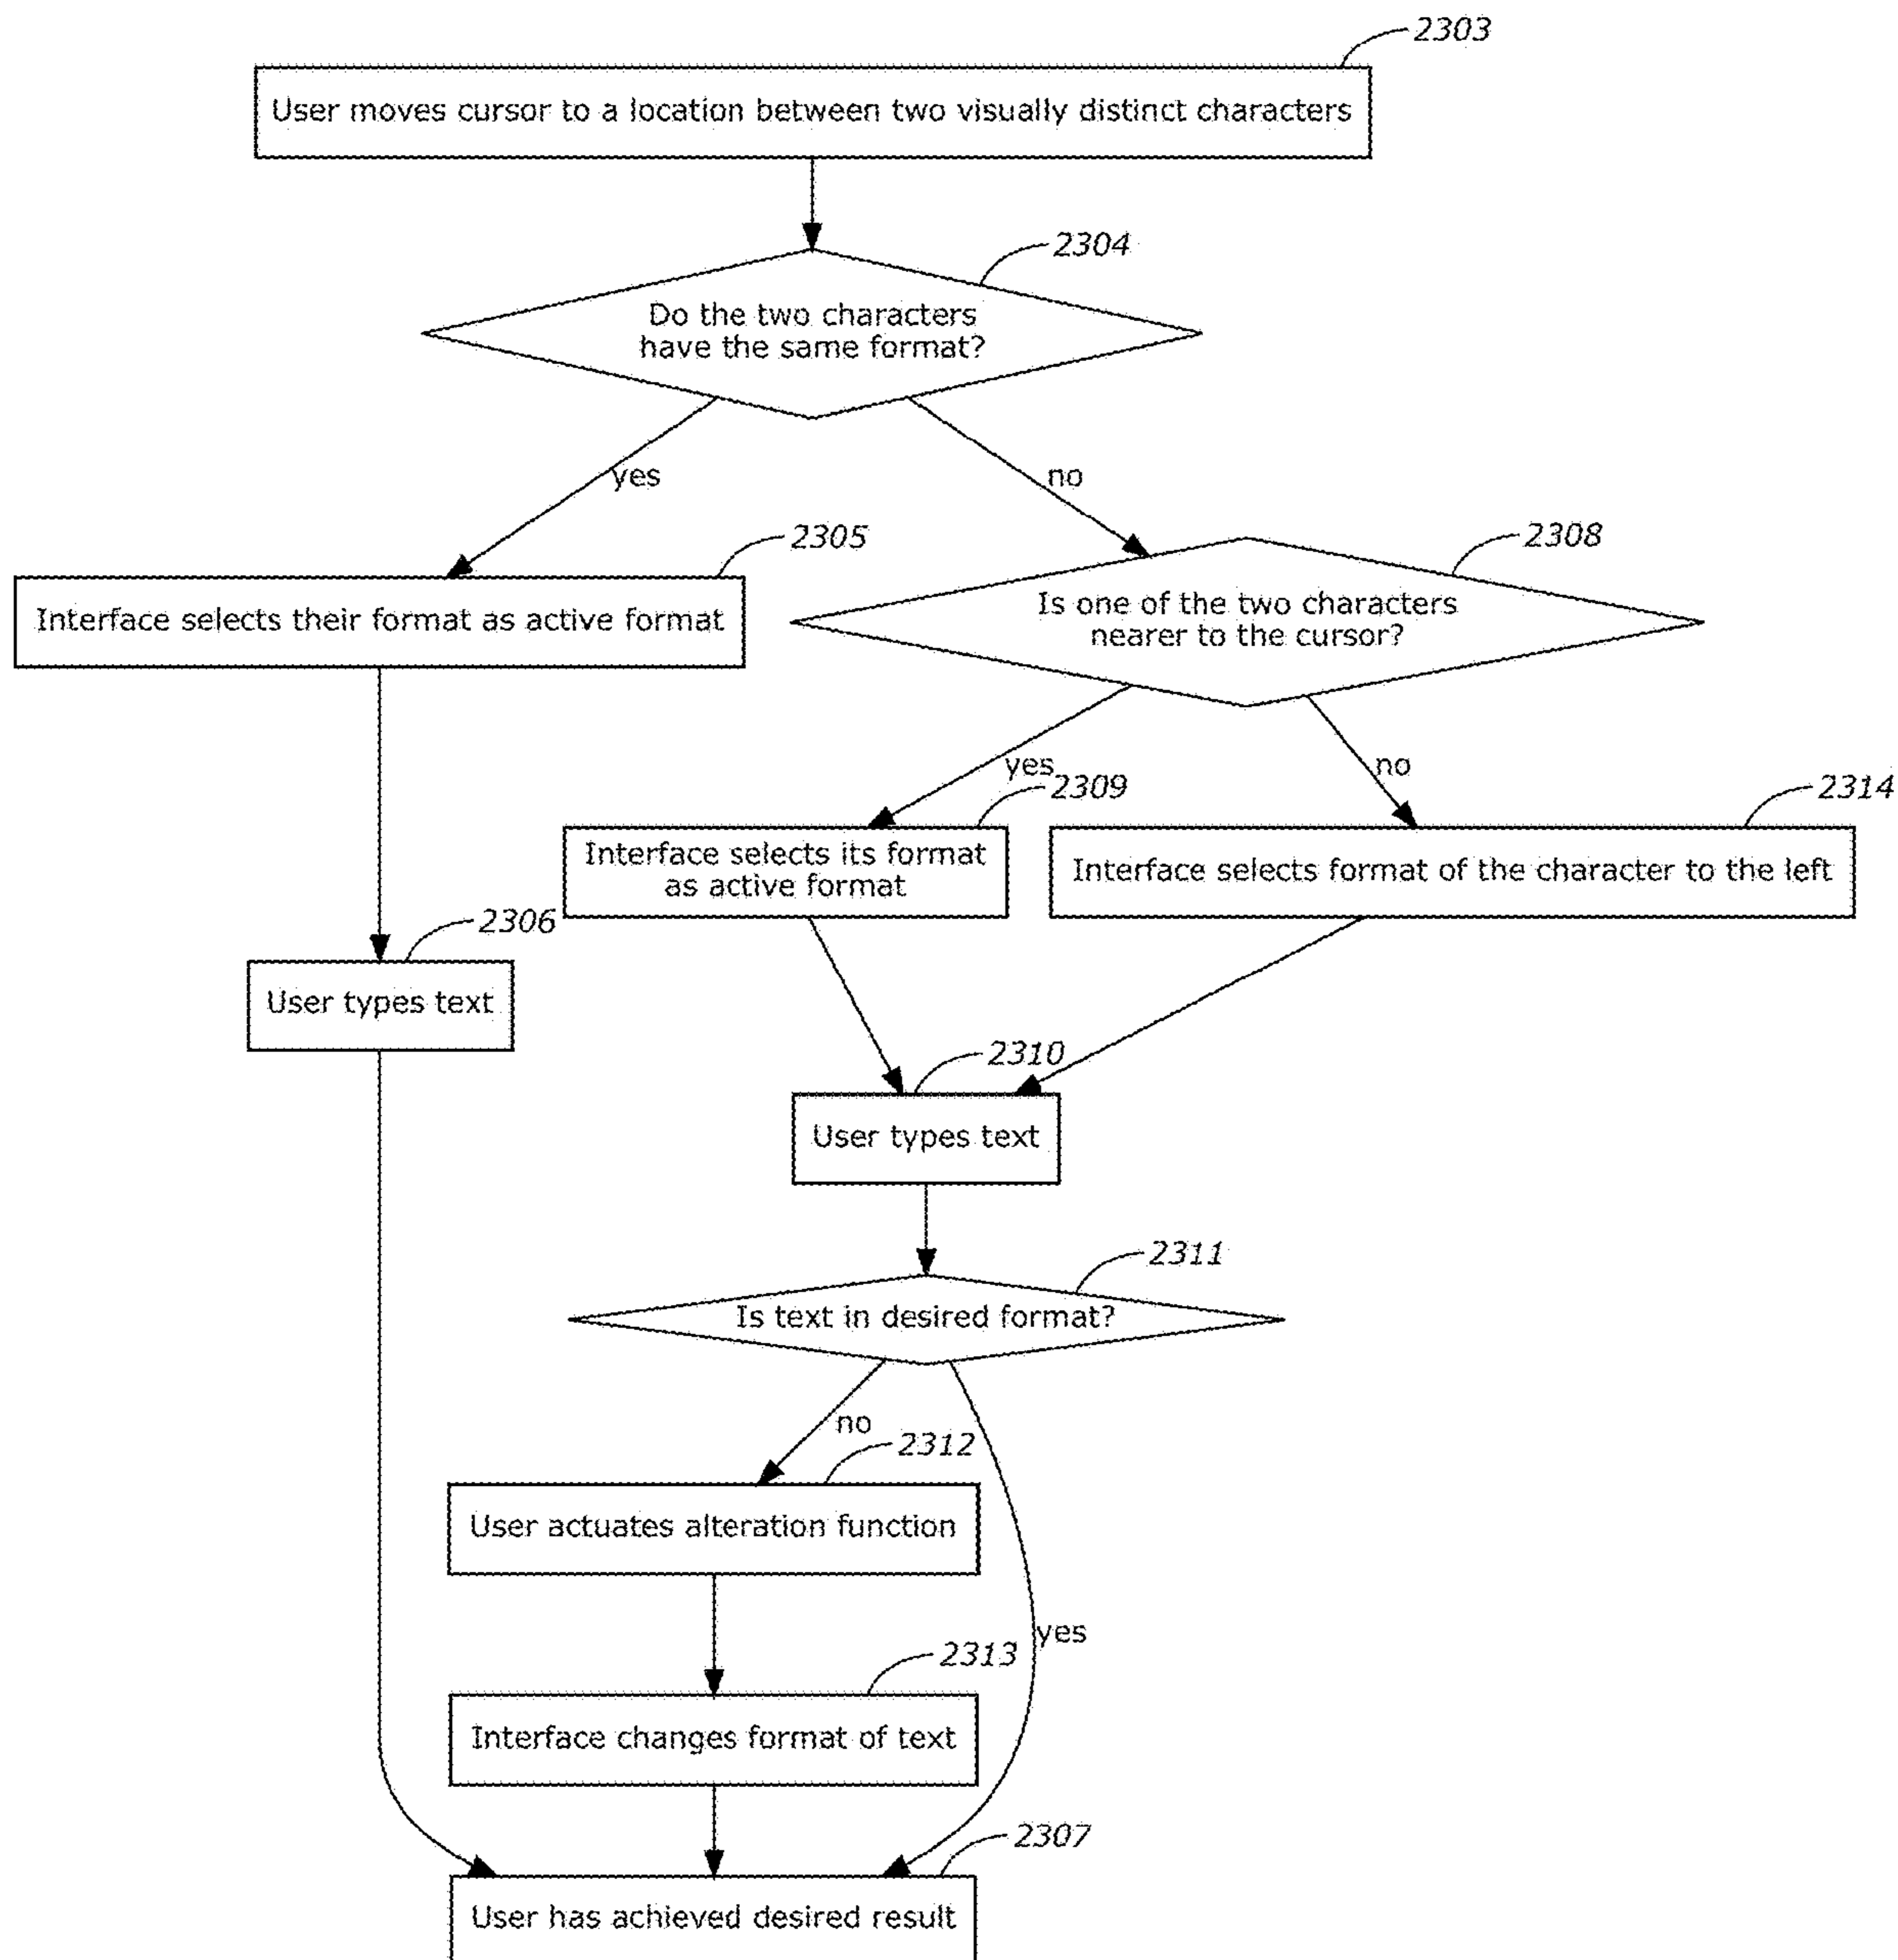 2303
User moves cursor to a location between two visually distinct characters
2304
Do the two characters
have the same format?
yes
no
2305
Interface selects their format as active format
2308
Is one of the two characters
nearer to the cursor?
yes
no
2309
Interface selects its format
as active format
2314
Interface selects format of the character to the left
2306
User types text
2310
User types text
2311
Is text in desired format?
no
2312
User actuates alteration function
yes
2313
Interface changes format of text
2307
User has achieved desired result